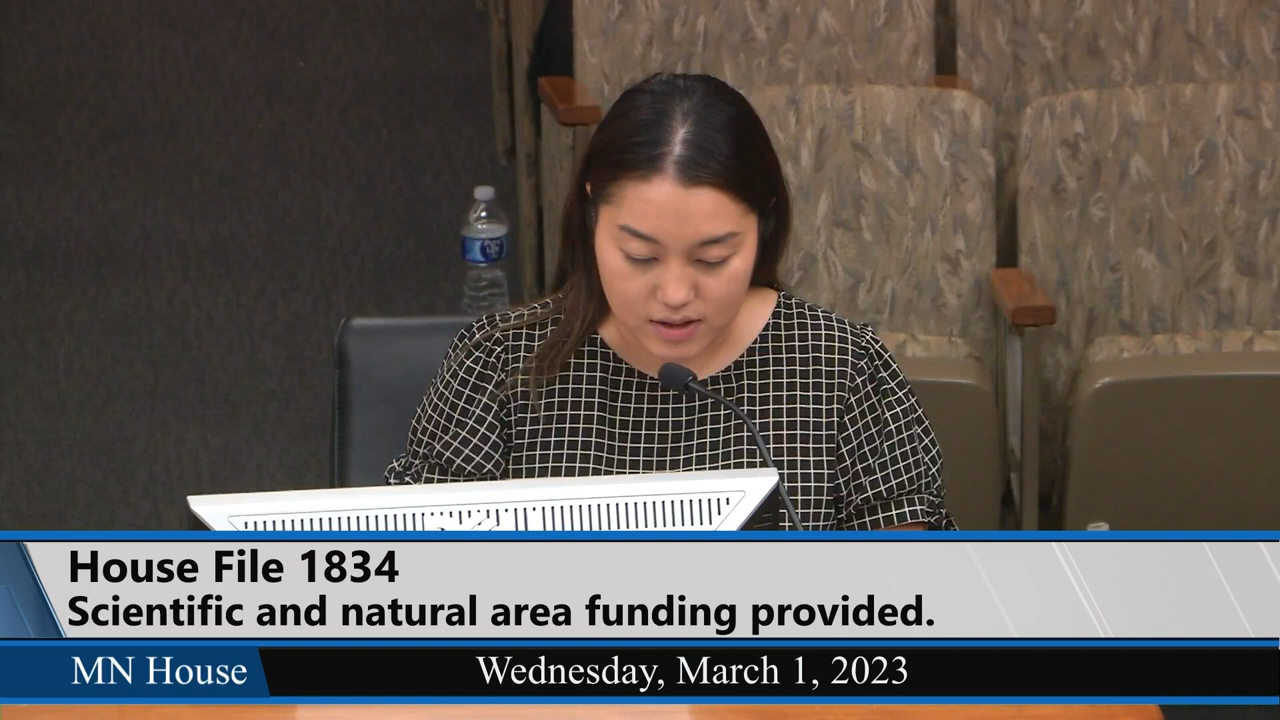 House File 1834
Scientific and natural area funding provided.
MN House
Wednesday, March 1, 2023